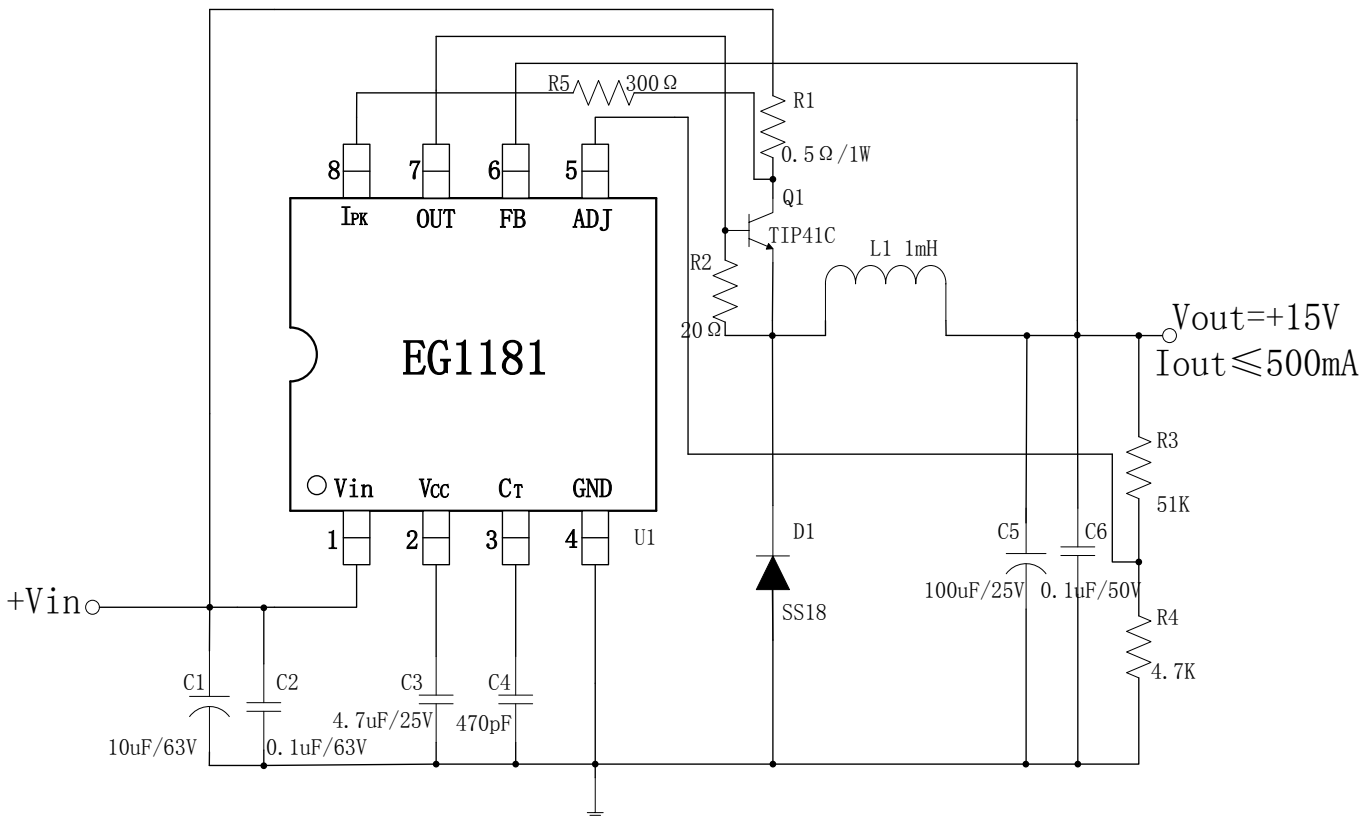 R5 300Ω
R1
0.5Ω/1W
8 7 6 5
IPK OUT FB ADJ
Q1
TIP41C
R2
20Ω
L1 1mH
Vout=+15V
Iout≤500mA
EG1181
R3
51K
Vin VCC CT GND
1 2 3 4 U1
D1
SS18
C5 C6
100uF/25V 0.1uF/50V
+Vin
R4
4.7K
C1 C2 C3 C4
10uF/63V 0.1uF/63V 4.7uF/25V 470pF